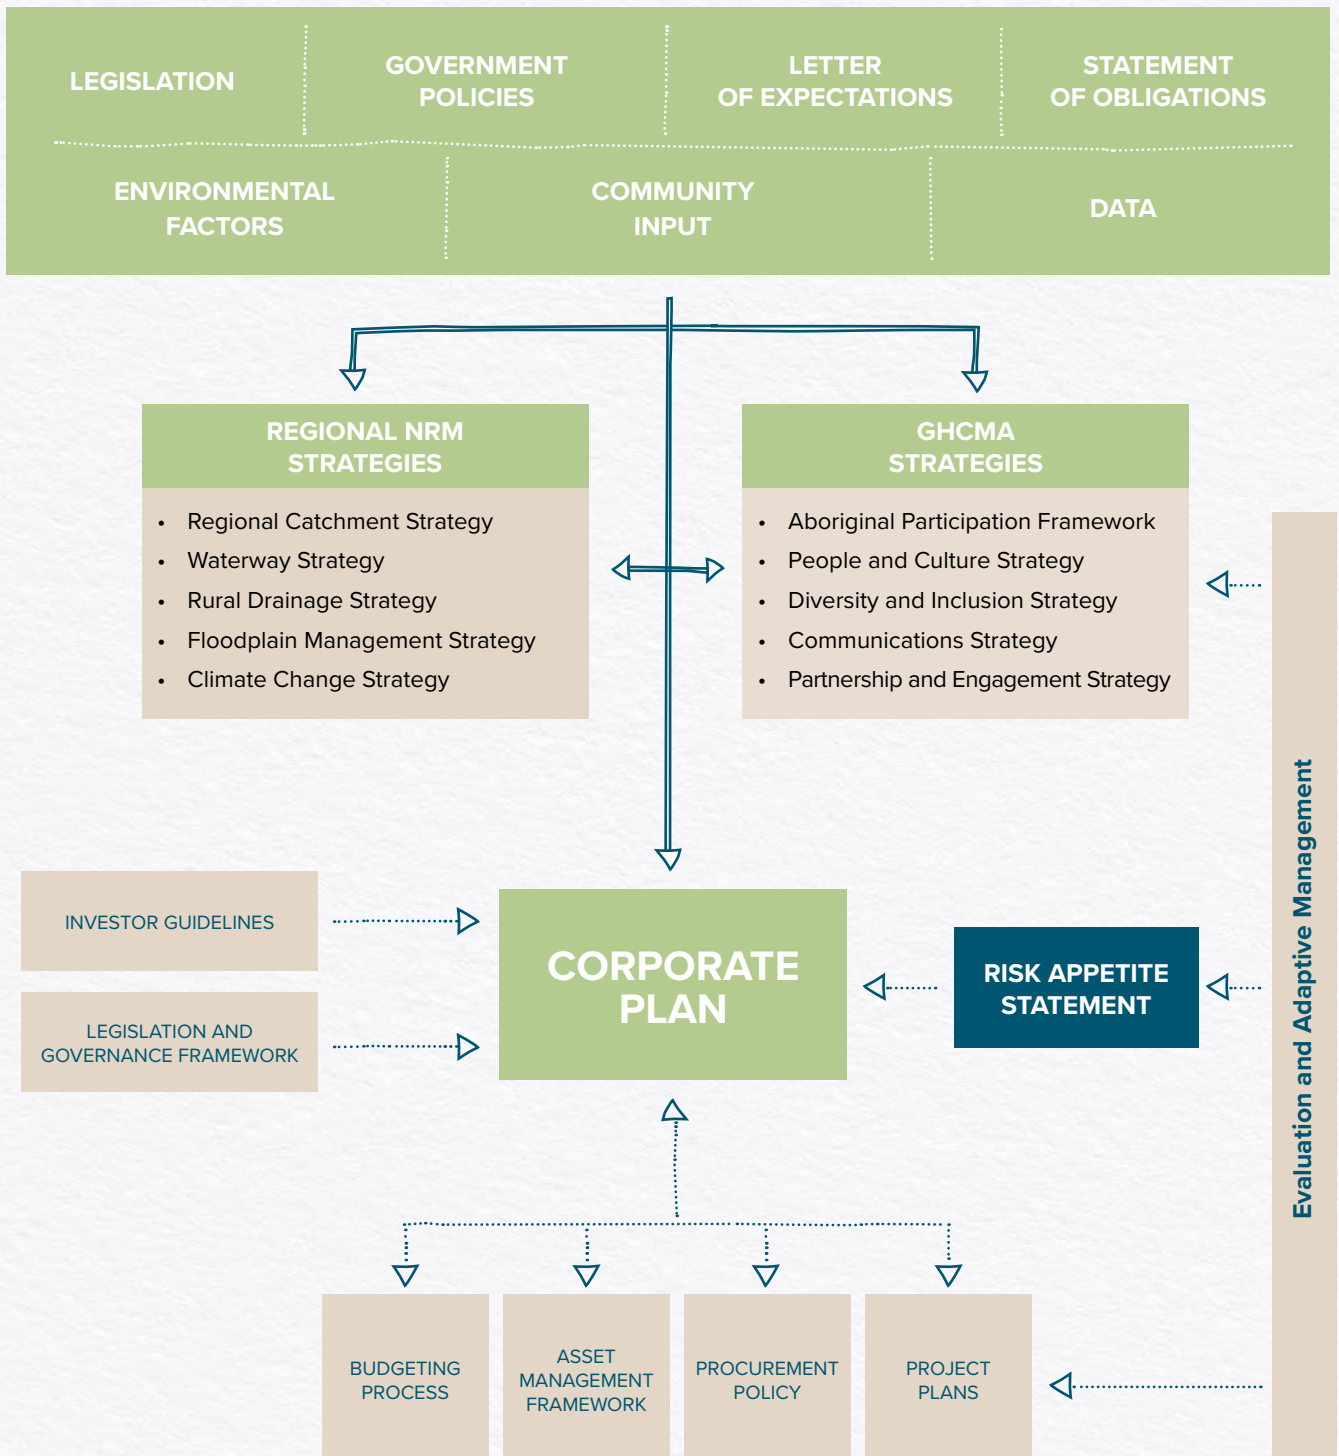 LEGISLATION
GOVERNMENT
POLICIES
LETTER
OF EXPECTATIONS
STATEMENT
OF OBLIGATIONS
ENVIRONMENTAL
FACTORS
COMMUNITY
INPUT
DATA
REGIONAL NRM
STRATEGIES
• Regional Catchment Strategy
• Waterway Strategy
• Rural Drainage Strategy
• Floodplain Management Strategy
• Climate Change Strategy
GHCMA
STRATEGIES
• Aboriginal Participation Framework
• People and Culture Strategy
• Diversity and Inclusion Strategy
• Communications Strategy
• Partnership and Engagement Strategy
INVESTOR GUIDELINES
LEGISLATION AND
GOVERNANCE FRAMEWORK
CORPORATE
PLAN
RISK APPETITE
STATEMENT
Evaluation and Adaptive Management
BUDGETING
PROCESS
ASSET
MANAGEMENT
FRAMEWORK
PROCUREMENT
POLICY
PROJECT
PLANS